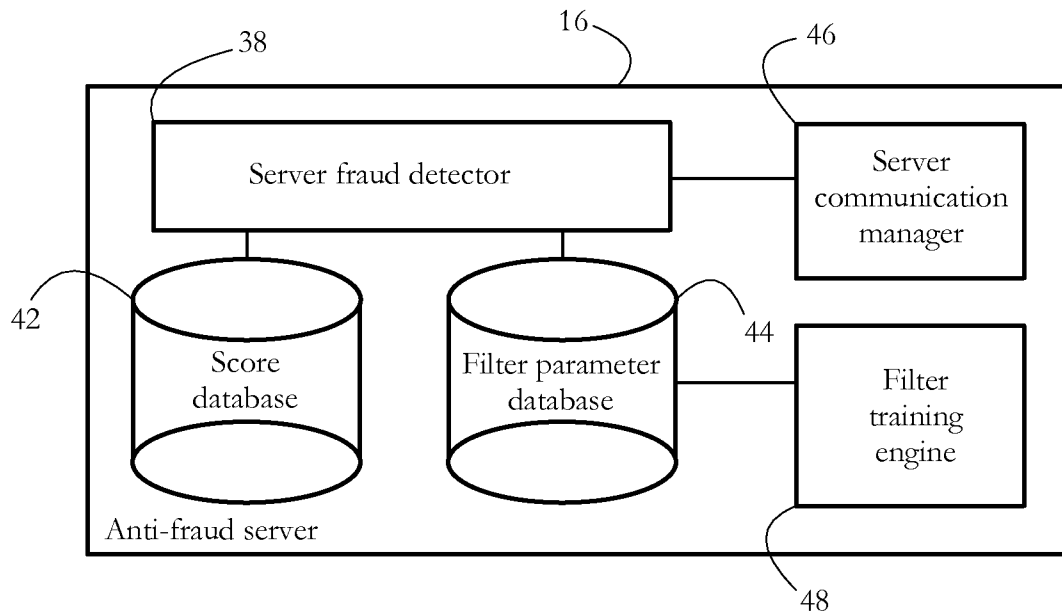 38
16
46
Server fraud detector
Server
communication
manager
42
44
Score
database
Filter parameter
database
Filter
training
engine
Anti-fraud server
48